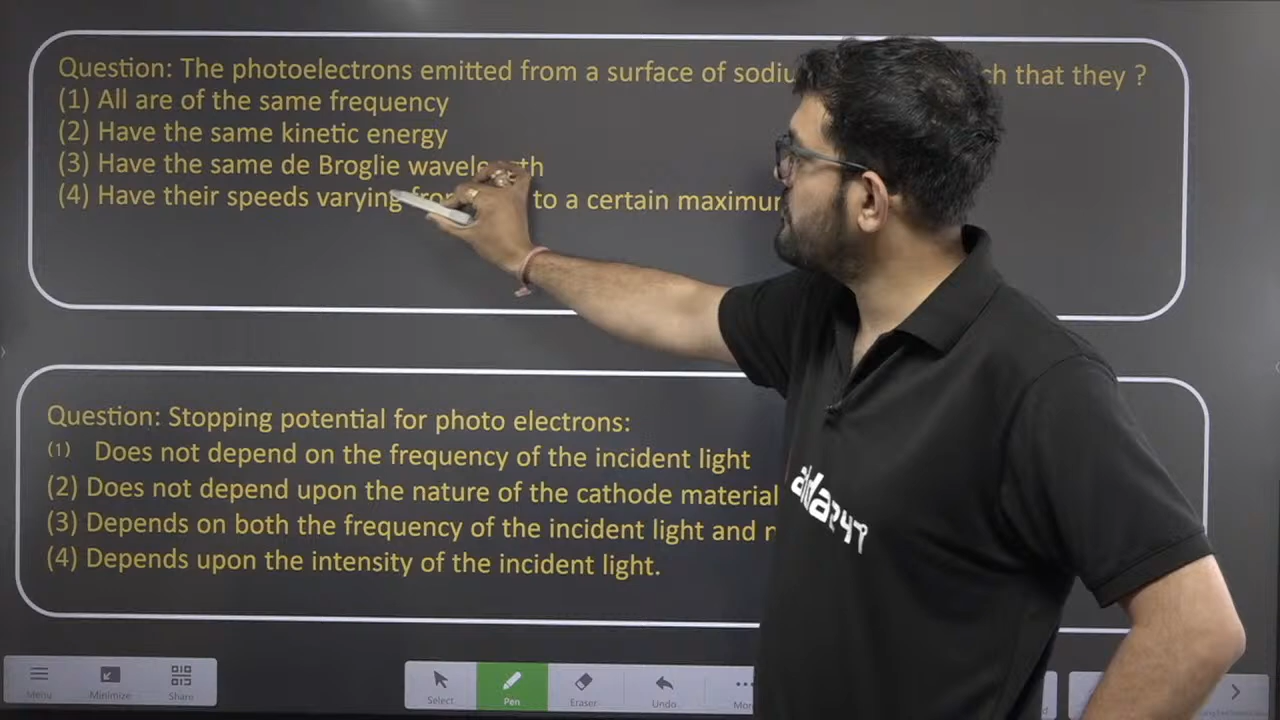 Question: The photoelectrons emitted from a surface of sodiu ch that they ?
(1) All are of the same frequency
(2) Have the same kinetic energy
(3) Have the same de Broglie wavelength
(4) Have their speeds varying from to a certain maximum
Question: Stopping potential for photo electrons:
(1) Does not depend on the frequency of the incident light
(2) Does not depend upon the nature of the cathode material
(3) Depends on both the frequency of the incident light and
(4) Depends upon the intensity of the incident light.
adda247
Menu Minimize Share Select Pen Eraser Undo More